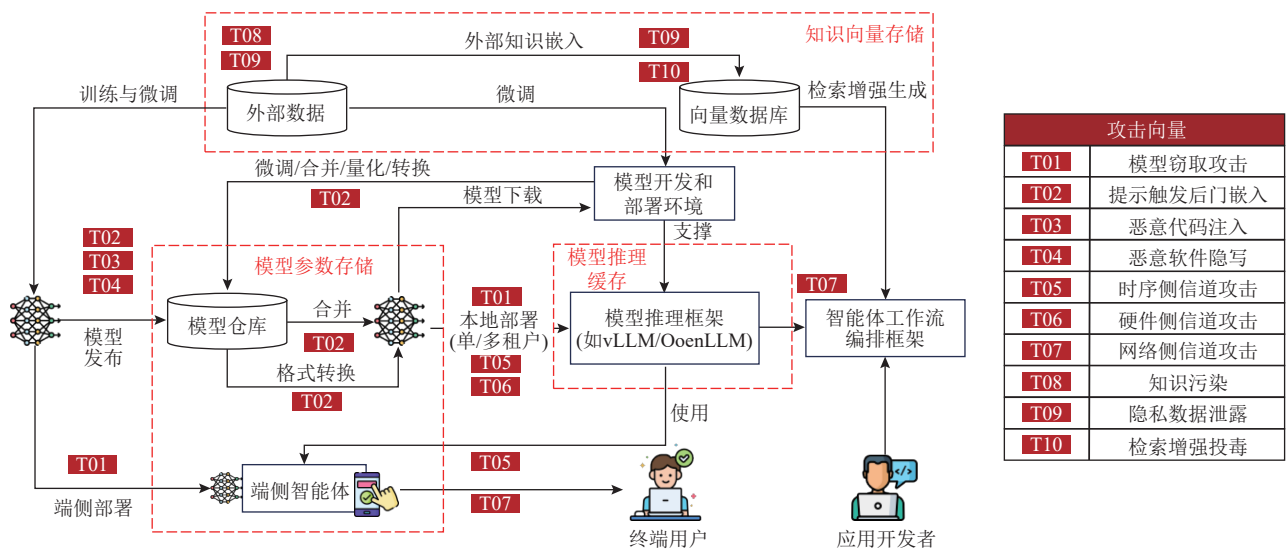 T08
T09
外部知识嵌入
T09
T10
知识向量存储
训练与微调
外部数据
微调
向量数据库
检索增强生成
微调/合并/量化/转换
T02
模型下载
模型开发和
部署环境
支撑
T02
T03
T04
模型参数存储
模型推理
缓存
模型发布
模型仓库
合并
T02
格式转换
T02
T01
本地部署
(单/多租户)
T05
T06
模型推理框架
(如vLLM/OoenLLM)
T07
智能体工作流
编排框架
使用
T01
端侧部署
端侧智能体
T05
T07
终端用户
应用开发者
攻击向量
T01 模型窃取攻击
T02 提示触发后门嵌入
T03 恶意代码注入
T04 恶意软件隐写
T05 时序侧信道攻击
T06 硬件侧信道攻击
T07 网络侧信道攻击
T08 知识污染
T09 隐私数据泄露
T10 检索增强投毒